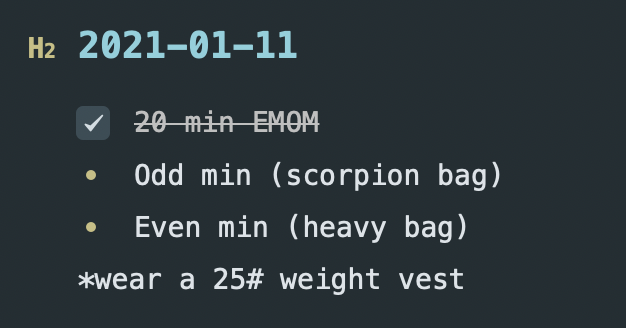 H2 2021-01-11
20 min EMOM
Odd min (scorpion bag)
Even min (heavy bag)
*wear a 25# weight vest